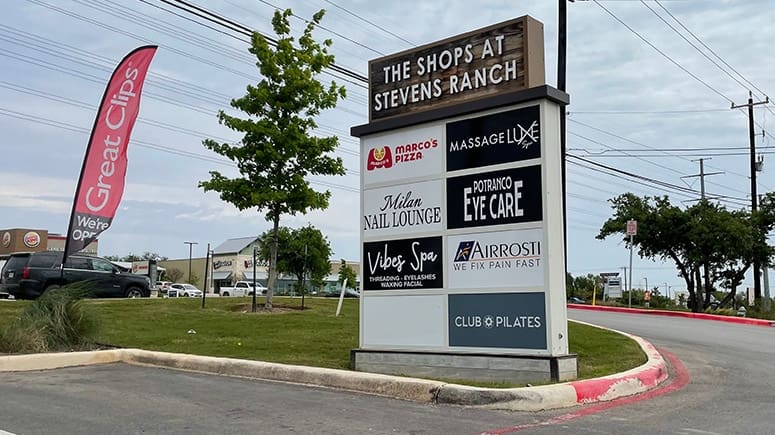 THE SHOPS AT
STEVENS RANCH
MARCO'S
PIZZA
MASSAGE LUXE
Spa
Milan
NAIL LOUNGE
POTRANCO
EYE CARE
Vibes Spa
THREADING - EYELASHES
WAXING FACIAL
AIRROSTI
WE FIX PAIN FAST
CLUB PILATES
Great Clips
We're
OPEN